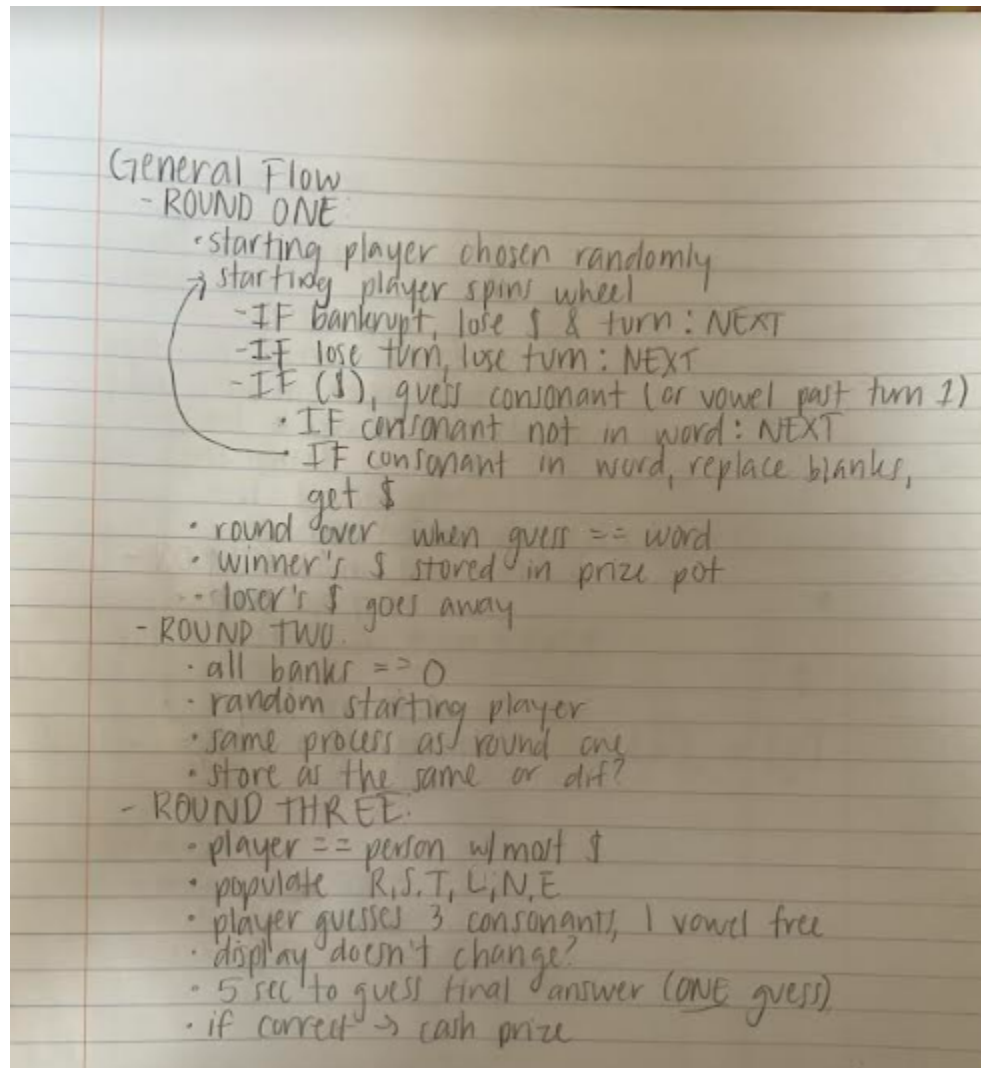 General Flow
- ROUND ONE:
• starting player chosen randomly
→ starting player spins wheel
- IF bankrupt, lose $ & turn : NEXT
- IF lose turn, lose turn : NEXT
- IF ($), guess consonant (or vowel past turn 1)
• IF consonant not in word : NEXT
• IF consonant in word, replace blanks,
get $
• round over when guess == word
• winner's $ stored in prize pot
• loser's $ goes away
- ROUND TWO:
• all banks == 0
• random starting player
• same process as round one
• store as the same or dif?
- ROUND THREE:
• player == person w/ most $
• populate R, S, T, L, N, E
• player guesses 3 consonants, 1 vowel free
• display doesn't change?
• 5 sec to guess final answer (ONE guess)
• if correct → cash prize